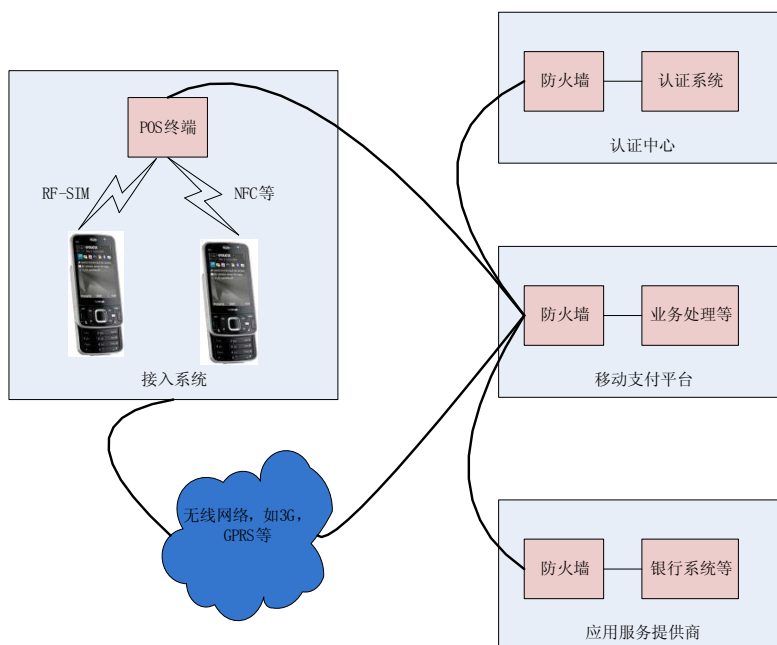 防火墙
认证系统
认证中心
POS终端
RF-SIM
NFC等
接入系统
防火墙
业务处理等
移动支付平台
无线网络，如3G，
GPRS等
防火墙
银行系统等
应用服务提供商